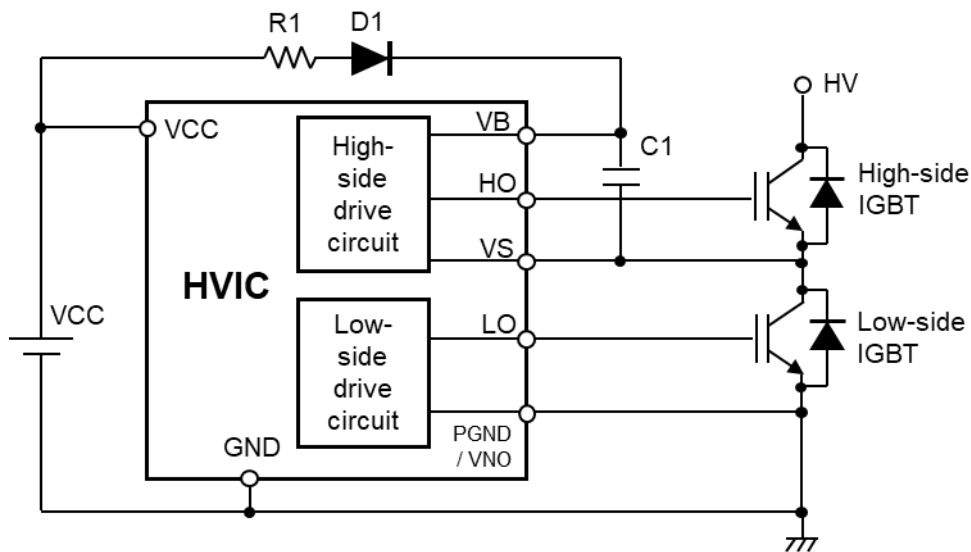 R1
D1
HV
VCC
VB
C1
High-
side
drive
circuit
HO
High-side
IGBT
VS
HVIC
VCC
LO
Low-
side
drive
circuit
Low-side
IGBT
GND
PGND
/ VNO